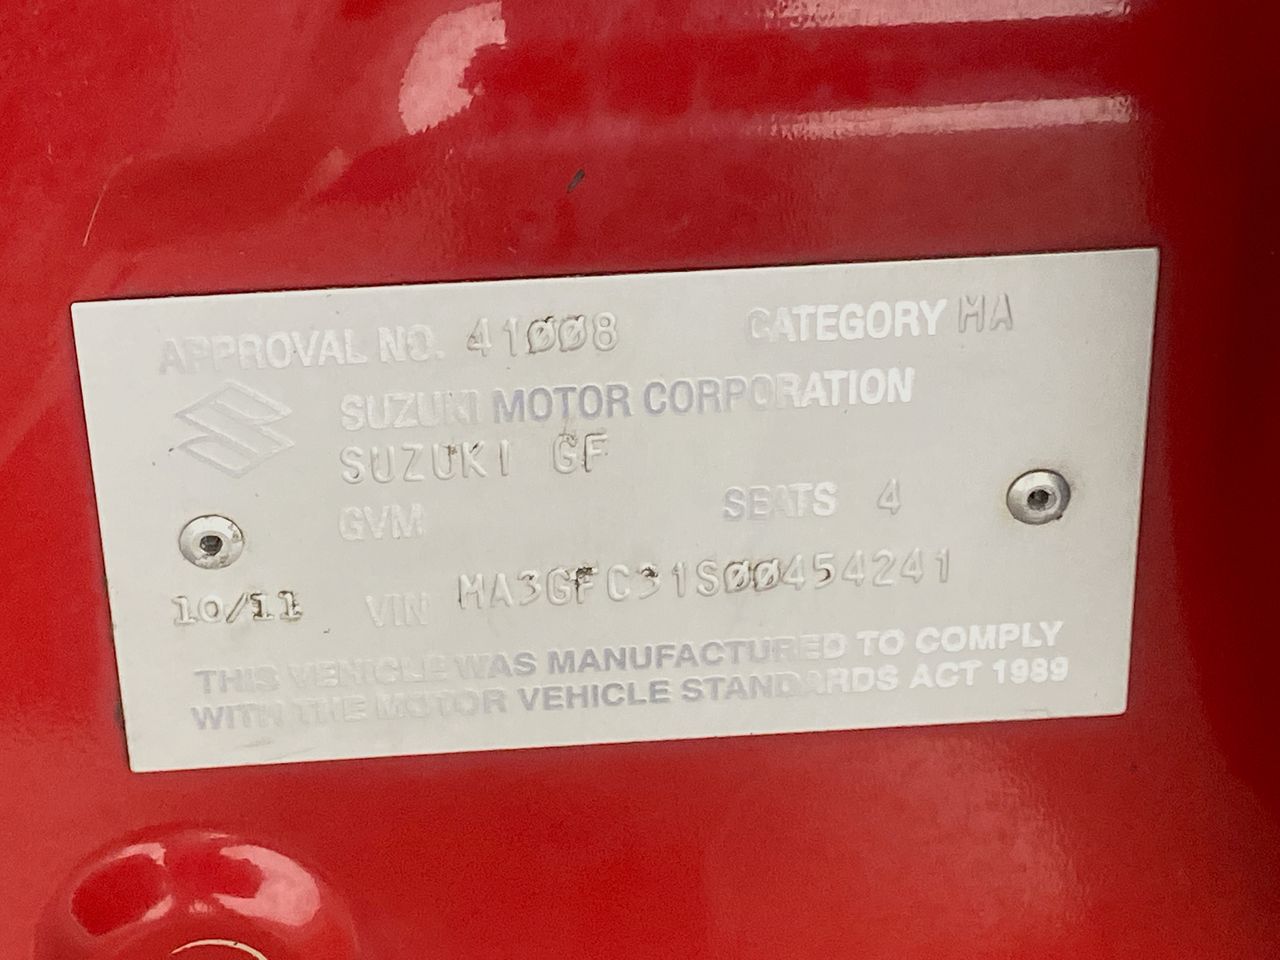 APPROVAL NO. 41008 CATEGORY MA
SUZUKI MOTOR CORPORATION
SUZUKI GF
GVM SEATS 4
10/11 VIN MA3GFC31S00454241
THIS VEHICLE WAS MANUFACTURED TO COMPLY
WITH THE MOTOR VEHICLE STANDARDS ACT 1989